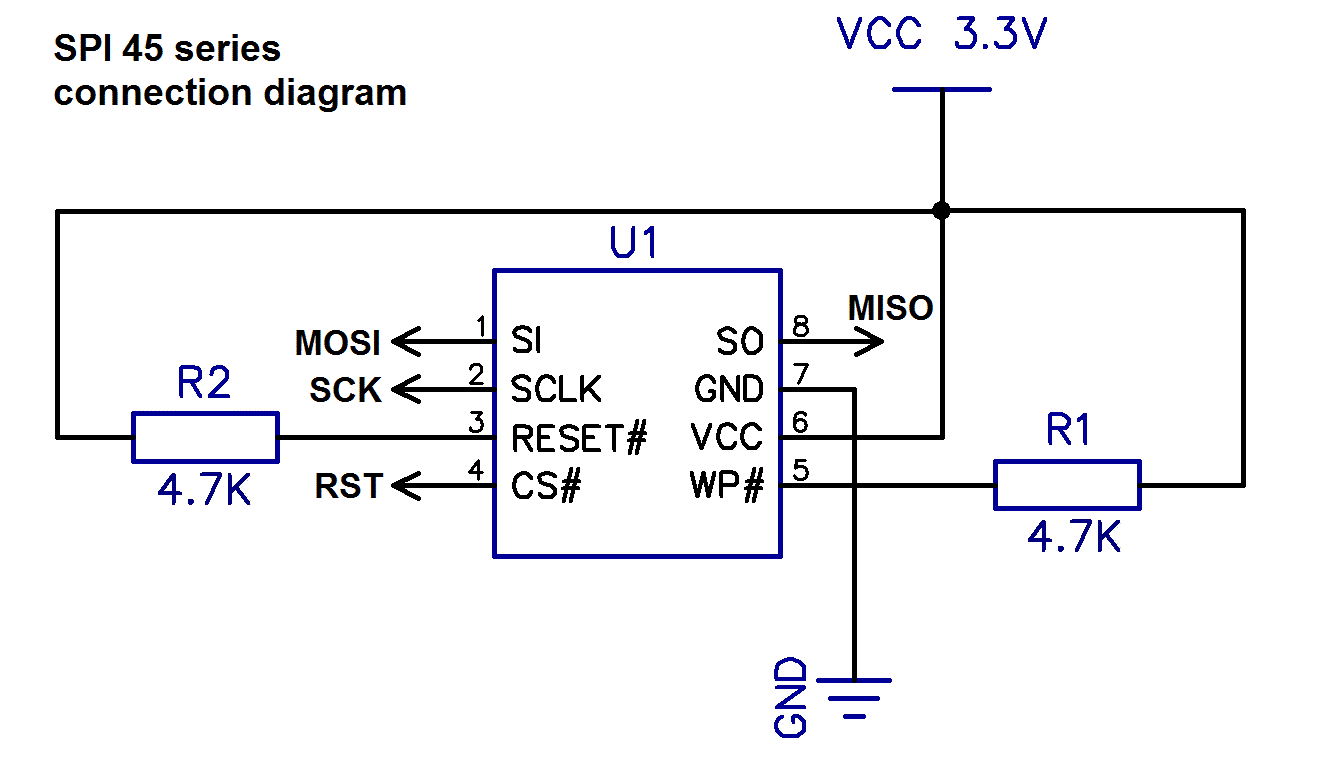 SPI 45 series
connection diagram
VCC 3.3V
U1
MOSI 1 SI SO 8 MISO
SCK 2 SCLK GND 7
R2 3 RESET# VCC 6 R1
4.7K RST 4 CS# WP# 5 4.7K
GND